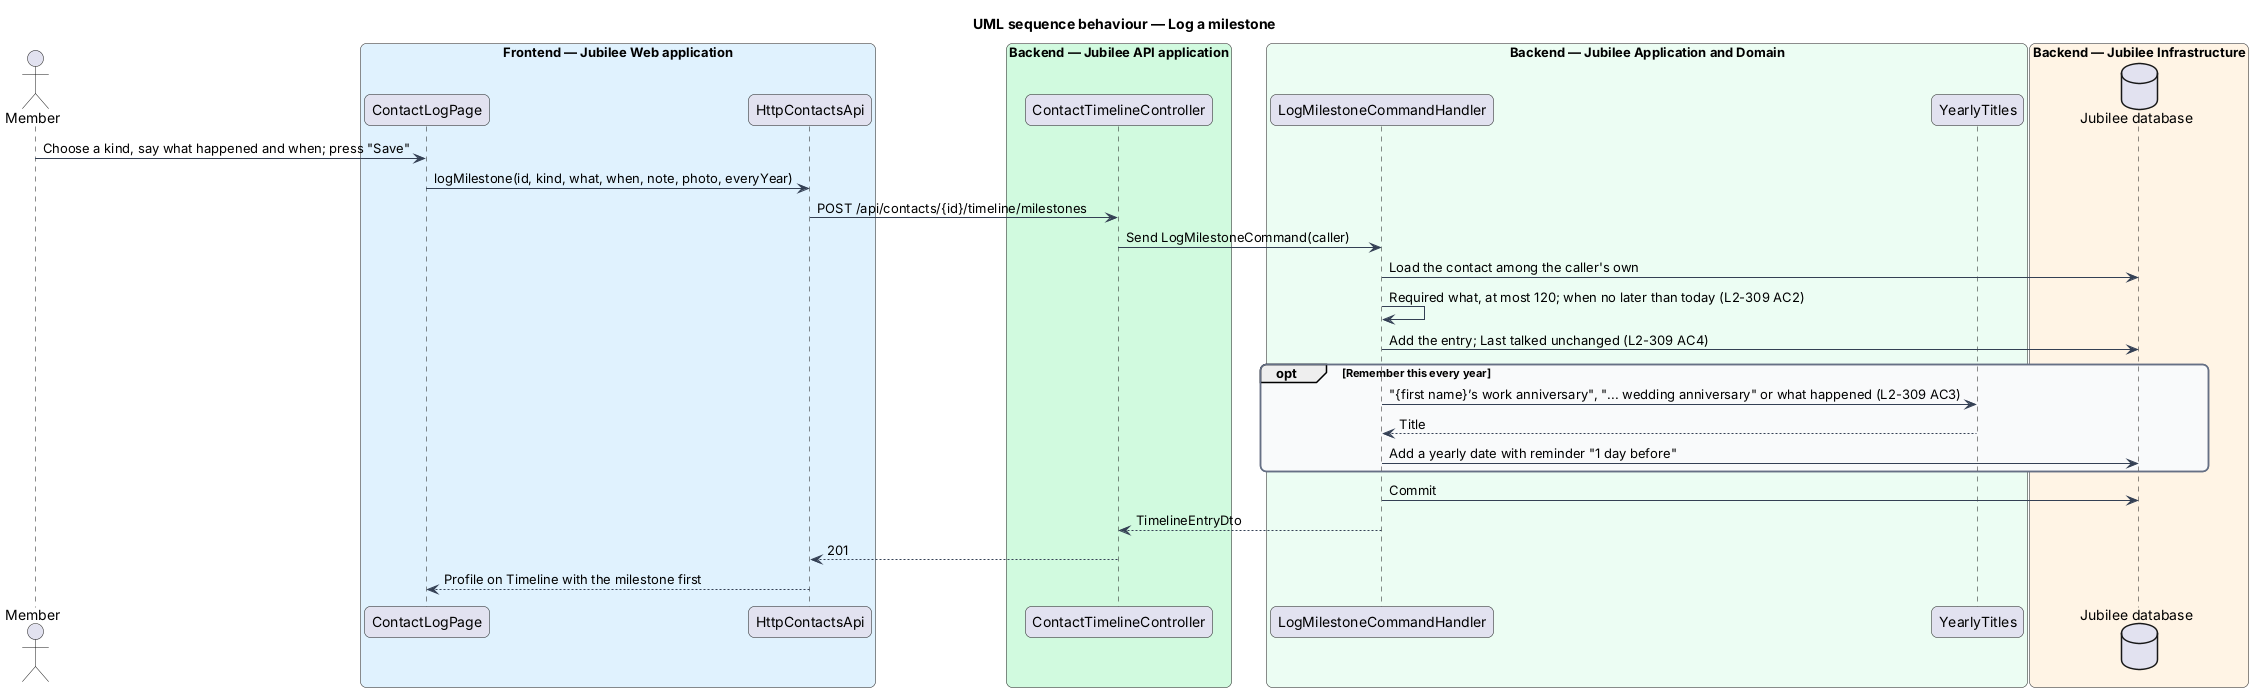 UML sequence behaviour — Log a milestone
Frontend — Jubilee Web application
Backend — Jubilee API application
Backend — Jubilee Application and Domain
Backend — Jubilee Infrastructure
Member
ContactLogPage
HttpContactsApi
ContactTimelineController
LogMilestoneCommandHandler
YearlyTitles
Jubilee database
Choose a kind, say what happened and when; press "Save"
logMilestone(id, kind, what, when, note, photo, everyYear)
POST /api/contacts/{id}/timeline/milestones
Send LogMilestoneCommand(caller)
Load the contact among the caller's own
Required what, at most 120; when no later than today (L2-309 AC2)
Add the entry; Last talked unchanged (L2-309 AC4)
opt [Remember this every year]
"{first name}'s work anniversary", "... wedding anniversary" or what happened (L2-309 AC3)
Title
Add a yearly date with reminder "1 day before"
Commit
TimelineEntryDto
201
Profile on Timeline with the milestone first
Member
ContactLogPage
HttpContactsApi
ContactTimelineController
LogMilestoneCommandHandler
YearlyTitles
Jubilee database